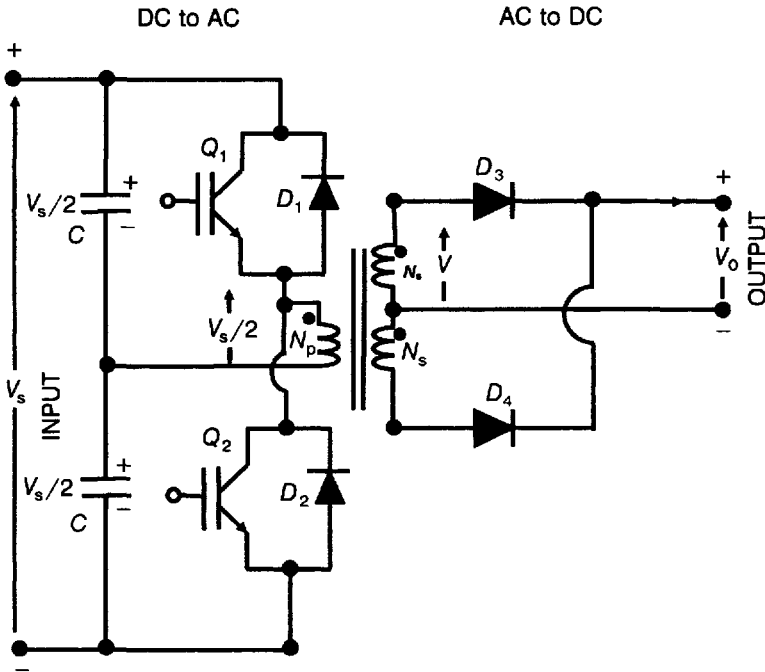 DC to AC
AC to DC
+
Q₁
D₁
Vₛ/2
+
C
−
D₃
+
Nₛ
V
V₀
OUTPUT
Vₛ/2
Nₚ
−
Nₛ
Vₛ
INPUT
D₄
Q₂
+
Vₛ/2
D₂
C
−
−